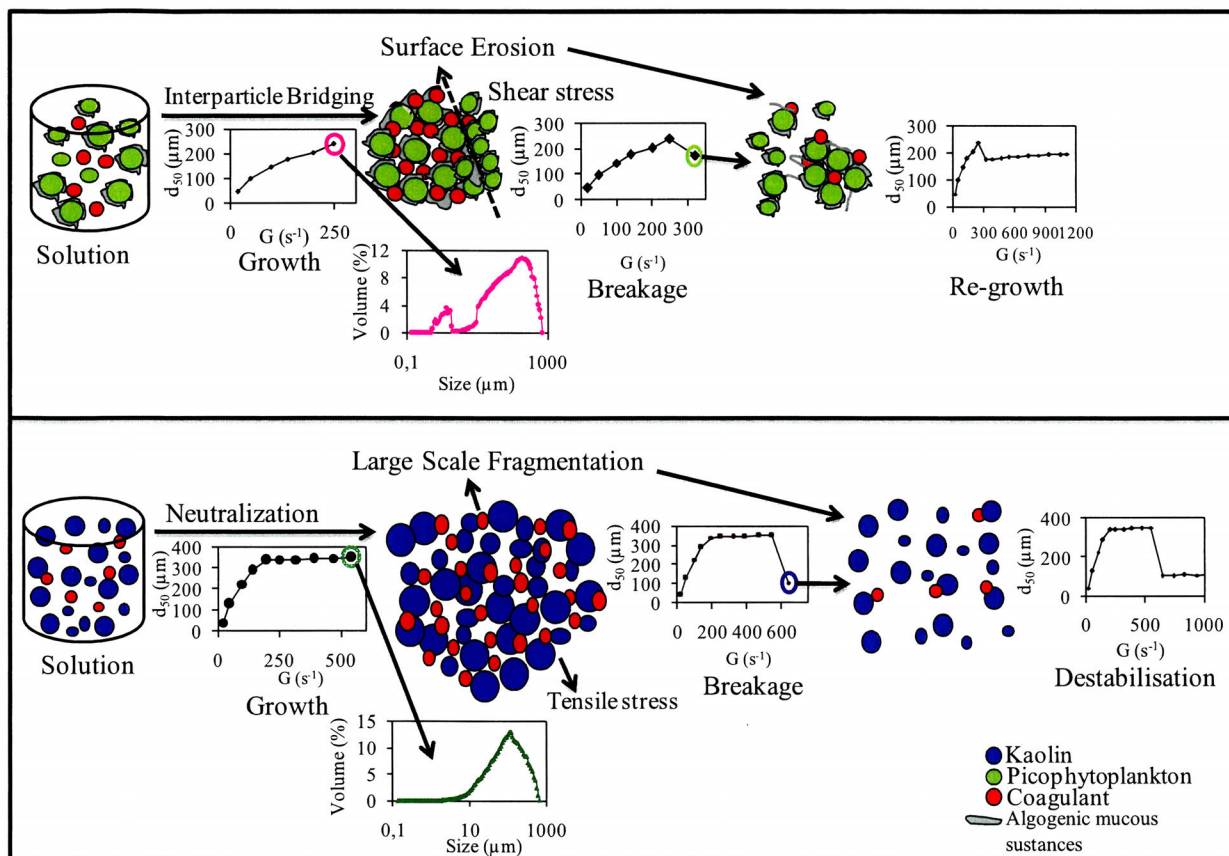 Surface Erosion
Interparticle Bridging
Shear stress
300
200
100
0
d₅₀ (µm)
0
250
G (s⁻¹)
Growth
Solution
12
8
4
0
Volume (%)
0,1
1000
Size (µm)
300
200
100
0
d₅₀ (µm)
0 100 200 300
G (s⁻¹)
Breakage
300
200
100
0
d₅₀ (µm)
0 300 600 900 1200
G (s⁻¹)
Re-growth
Large Scale Fragmentation
Neutralization
400
300
200
100
0
d₅₀ (µm)
0
500
G (s⁻¹)
Growth
Solution
Tensile stress
15
10
5
0
Volume (%)
0,1
10
1000
Size (µm)
400
300
200
100
0
d₅₀ (µm)
0 200 400 600
G (s⁻¹)
Breakage
400
200
0
d₅₀ (µm)
0
500
1000
G (s⁻¹)
Destabilisation
Kaolin
Picophytoplankton
Coagulant
Algogenic mucous
sustances